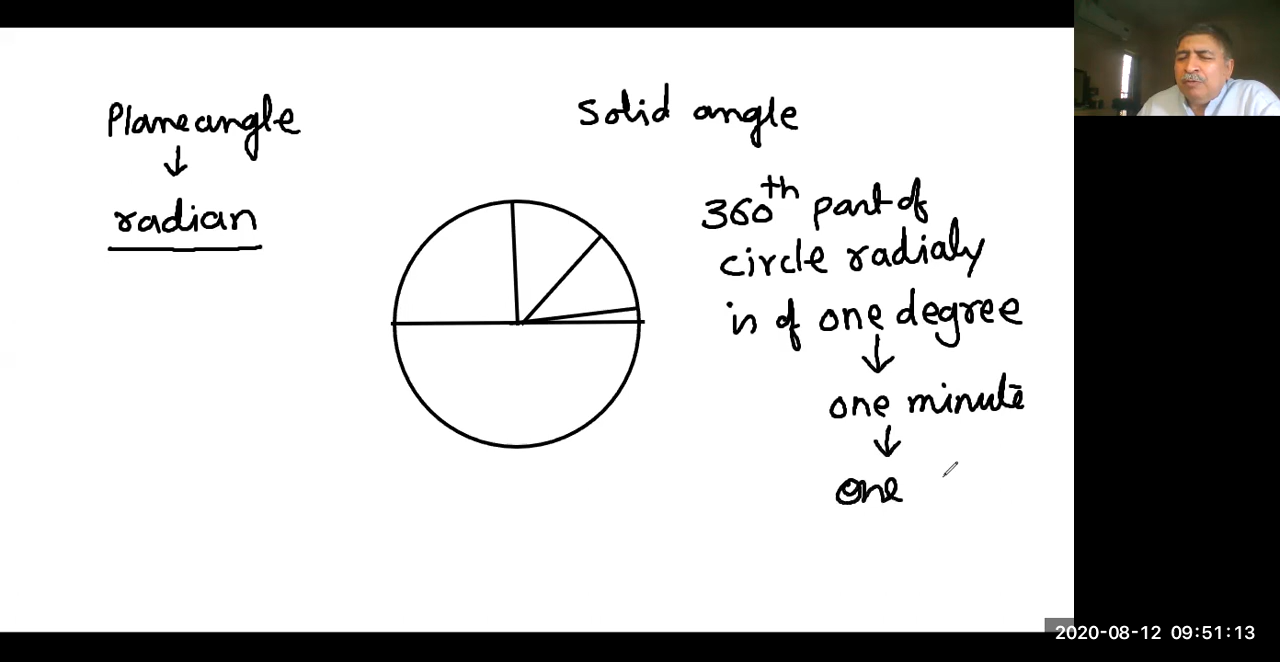 Plane angle
radian
Solid angle
360th part of
circle radialy
is of one degree
one minute
one
2020-08-12 09:51:13